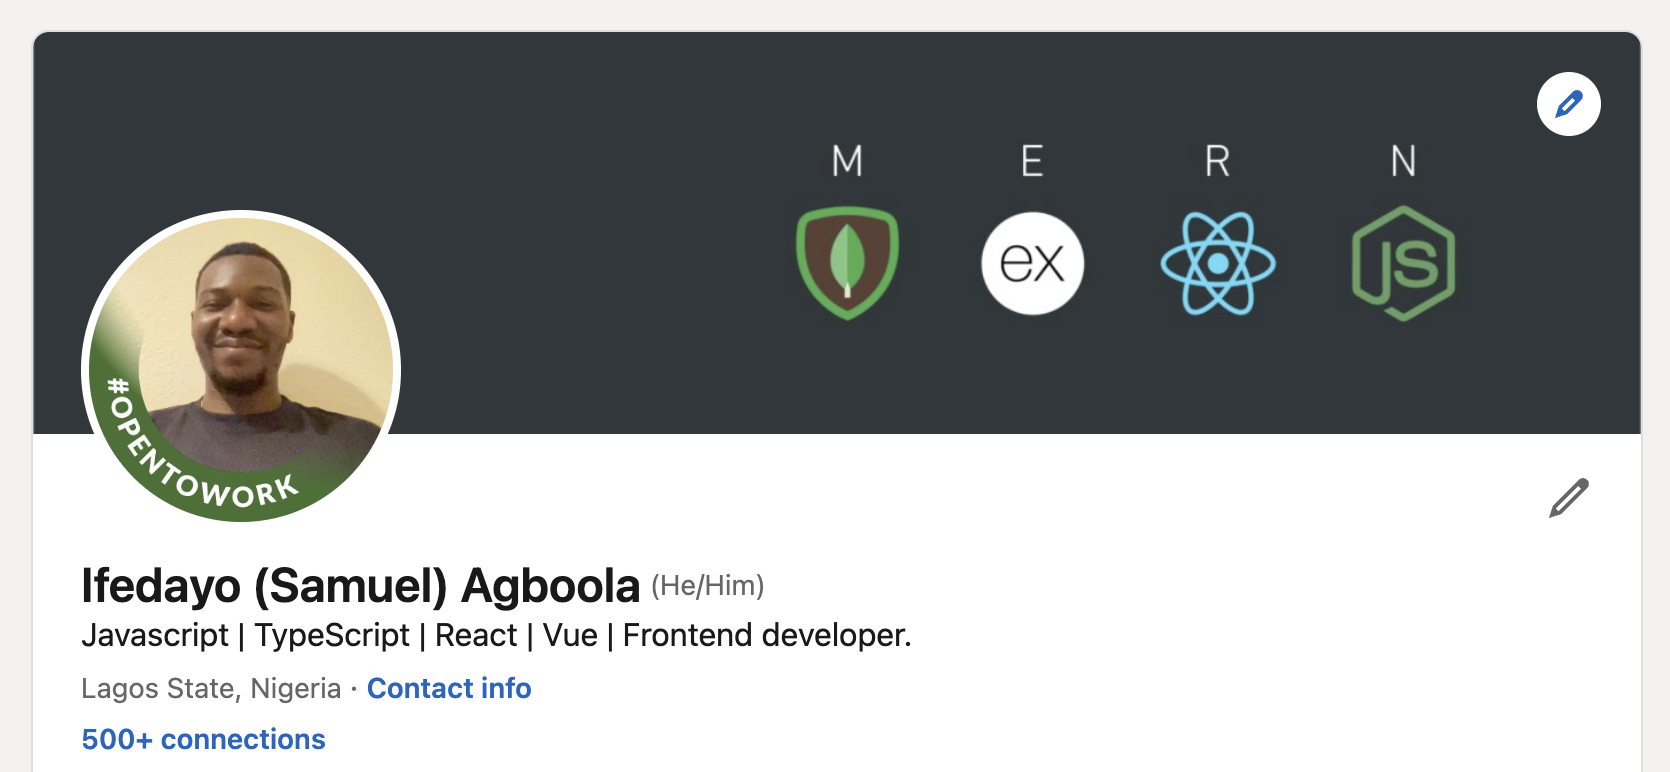 M E R N
ex
JS
#OPENTOWORK
Ifedayo (Samuel) Agboola (He/Him)
Javascript | TypeScript | React | Vue | Frontend developer.
Lagos State, Nigeria · Contact info
500+ connections